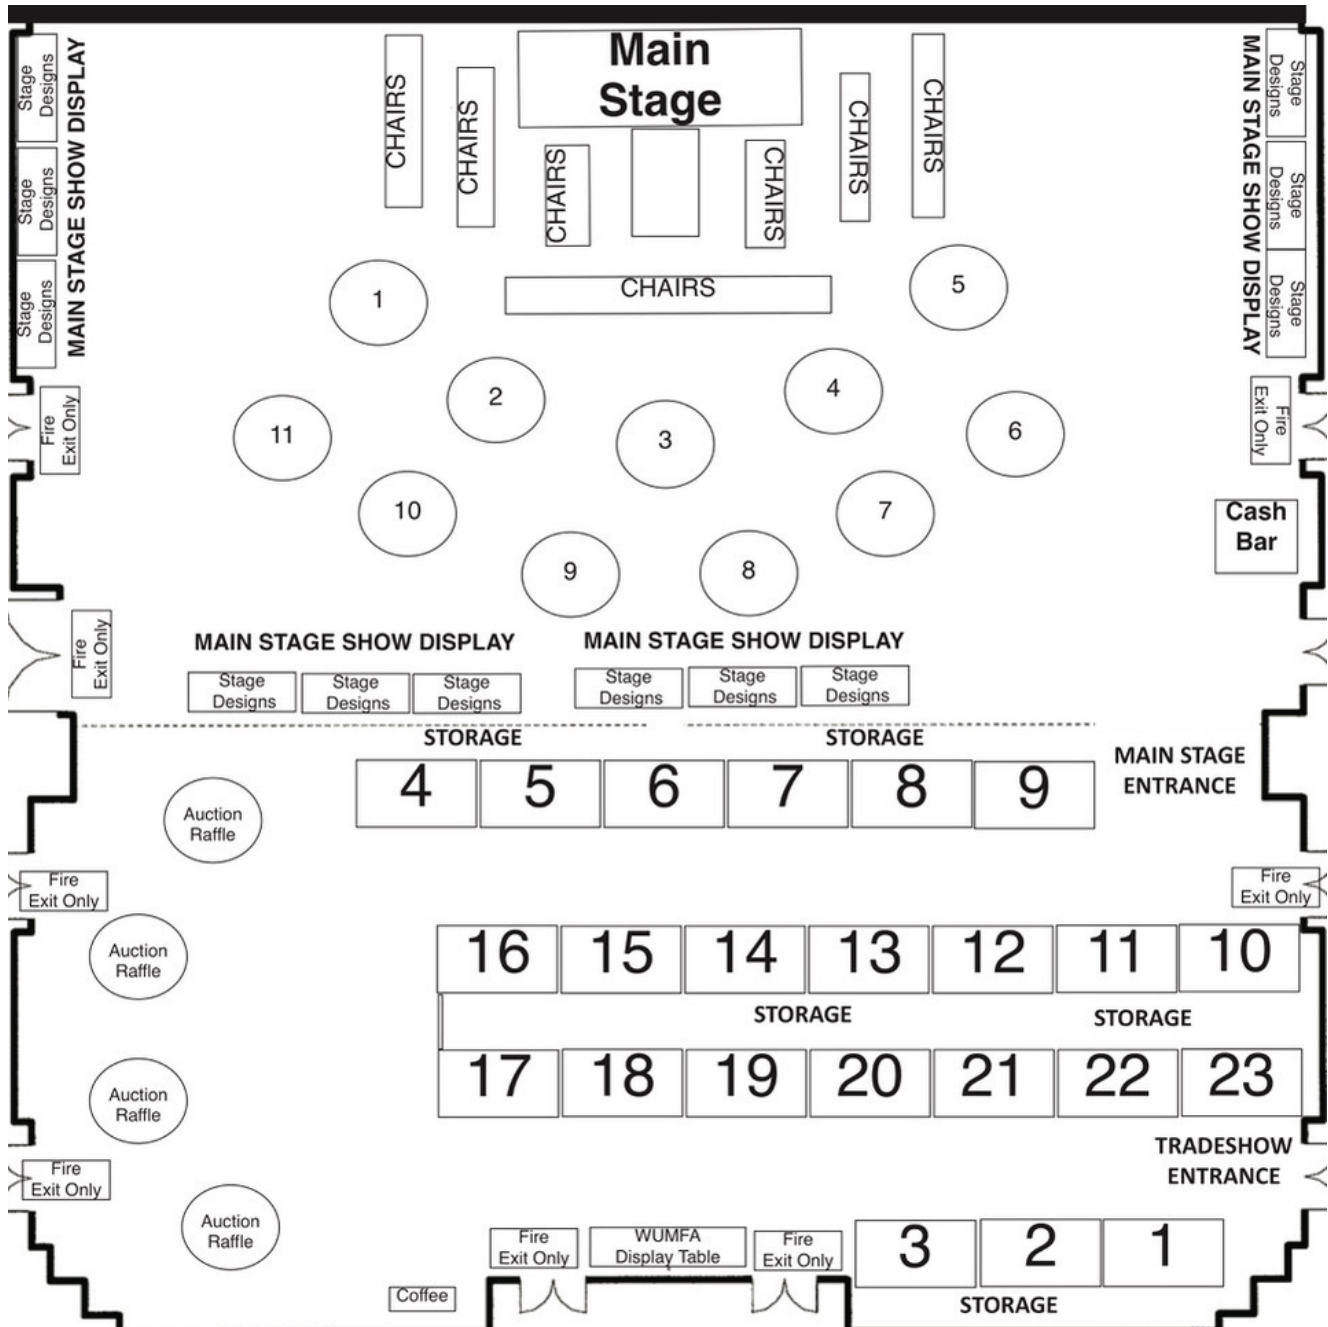 Main
Stage
CHAIRS
CHAIRS
CHAIRS
CHAIRS
CHAIRS
CHAIRS
CHAIRS
Stage
Designs
Stage
Designs
Stage
Designs
MAIN STAGE SHOW DISPLAY
MAIN STAGE SHOW DISPLAY
Stage
Designs
Stage
Designs
Stage
Designs
1
5
2
4
11
3
6
10
7
9
8
Fire
Exit Only
Fire
Exit Only
Cash
Bar
Fire
Exit Only
MAIN STAGE SHOW DISPLAY
MAIN STAGE SHOW DISPLAY
Stage
Designs
Stage
Designs
Stage
Designs
Stage
Designs
Stage
Designs
Stage
Designs
STORAGE
STORAGE
4
5
6
7
8
9
MAIN STAGE
ENTRANCE
Auction
Raffle
Fire
Exit Only
Fire
Exit Only
Auction
Raffle
16
15
14
13
12
11
10
STORAGE
STORAGE
17
18
19
20
21
22
23
Auction
Raffle
TRADESHOW
ENTRANCE
Fire
Exit Only
Auction
Raffle
Fire
Exit Only
WUMFA
Display Table
Fire
Exit Only
3
2
1
Coffee
STORAGE